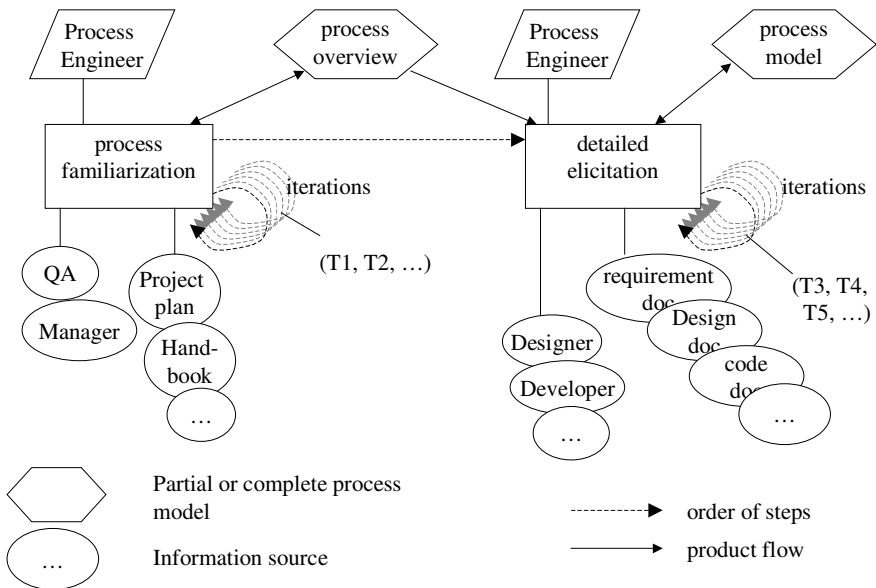 Process
Engineer
process
overview
Process
Engineer
process
model
process
familiarization
detailed
elicitation
iterations
iterations
(T1, T2, …)
(T3, T4,
T5, …)
QA
Manager
Project
plan
Hand-
book
…
Designer
Developer
…
requirement
doc
Design
doc
code
doc
…
Partial or complete process
model
…
Information source
order of steps
product flow